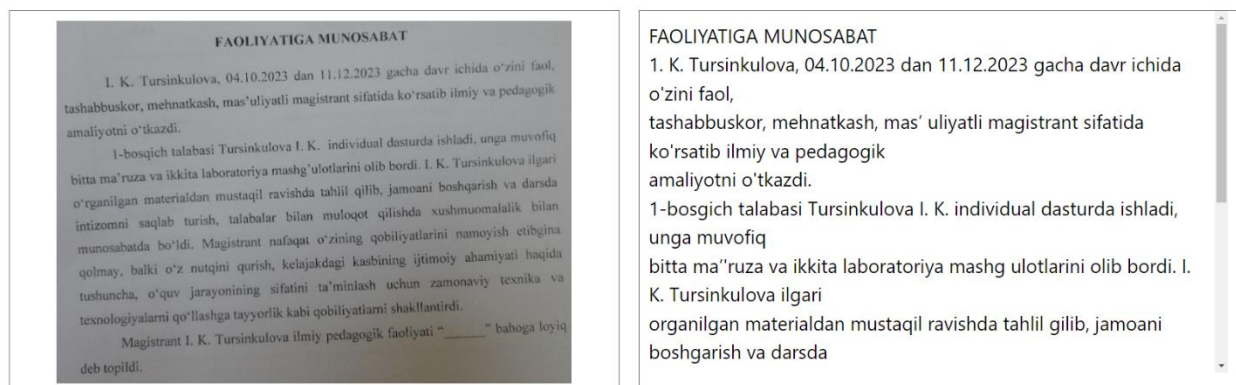 FAOLIYATIGA MUNOSABAT
I. K. Tursinkulova, 04.10.2023 dan 11.12.2023 gacha davr ichida o‘zini faol,
tashabbuskor, mehnatkash, mas’uliyatli magistrant sifatida ko‘rsatib ilmiy va pedagogik
amaliyotni o‘tkazdi.
1-bosqich talabasi Tursinkulova I. K. individual dasturda ishladi, unga muvofiq
bitta ma’ruza va ikkita laboratoriya mashg‘ulotlarini olib bordi. I. K. Tursinkulova ilgari
o‘rganilgan materialdan mustaqil ravishda tahlil qilib, jamoani boshqarish va darsda
intizomni saqlab turish, talabalar bilan muloqot qilishda xushmuomalalik bilan
munosabatda bo‘ldi. Magistrant nafaqat o‘zining qobiliyatlarini namoyish etibgina
qolmay, balki o‘z nutqini qurish, kelajakdagi kasbining ijtimoiy ahamiyati haqida
tushuncha, o‘quv jarayonining sifatini ta’minlash uchun zamonaviy texnika va
texnologiyalarni qo‘llashga tayyorlik kabi qobiliyatlarni shakllantirdi.
Magistrant I. K. Tursinkulova ilmiy pedagogik faoliyati “______” bahoga loyiq
deb topildi.
FAOLIYATIGA MUNOSABAT
1. K. Tursinkulova, 04.10.2023 dan 11.12.2023 gacha davr ichida
o'zini faol,
tashabbuskor, mehnatkash, mas’ uliyatli magistrant sifatida
ko'rsatib ilmiy va pedagogik
amaliyotni o'tkazdi.
1-bosgich talabasi Tursinkulova I. K. individual dasturda ishladi,
unga muvofiq
bitta ma’'ruza va ikkita laboratoriya mashg ulotlarini olib bordi. I.
K. Tursinkulova ilgari
organilgan materialdan mustaqil ravishda tahlil gilib, jamoani
boshgarish va darsda